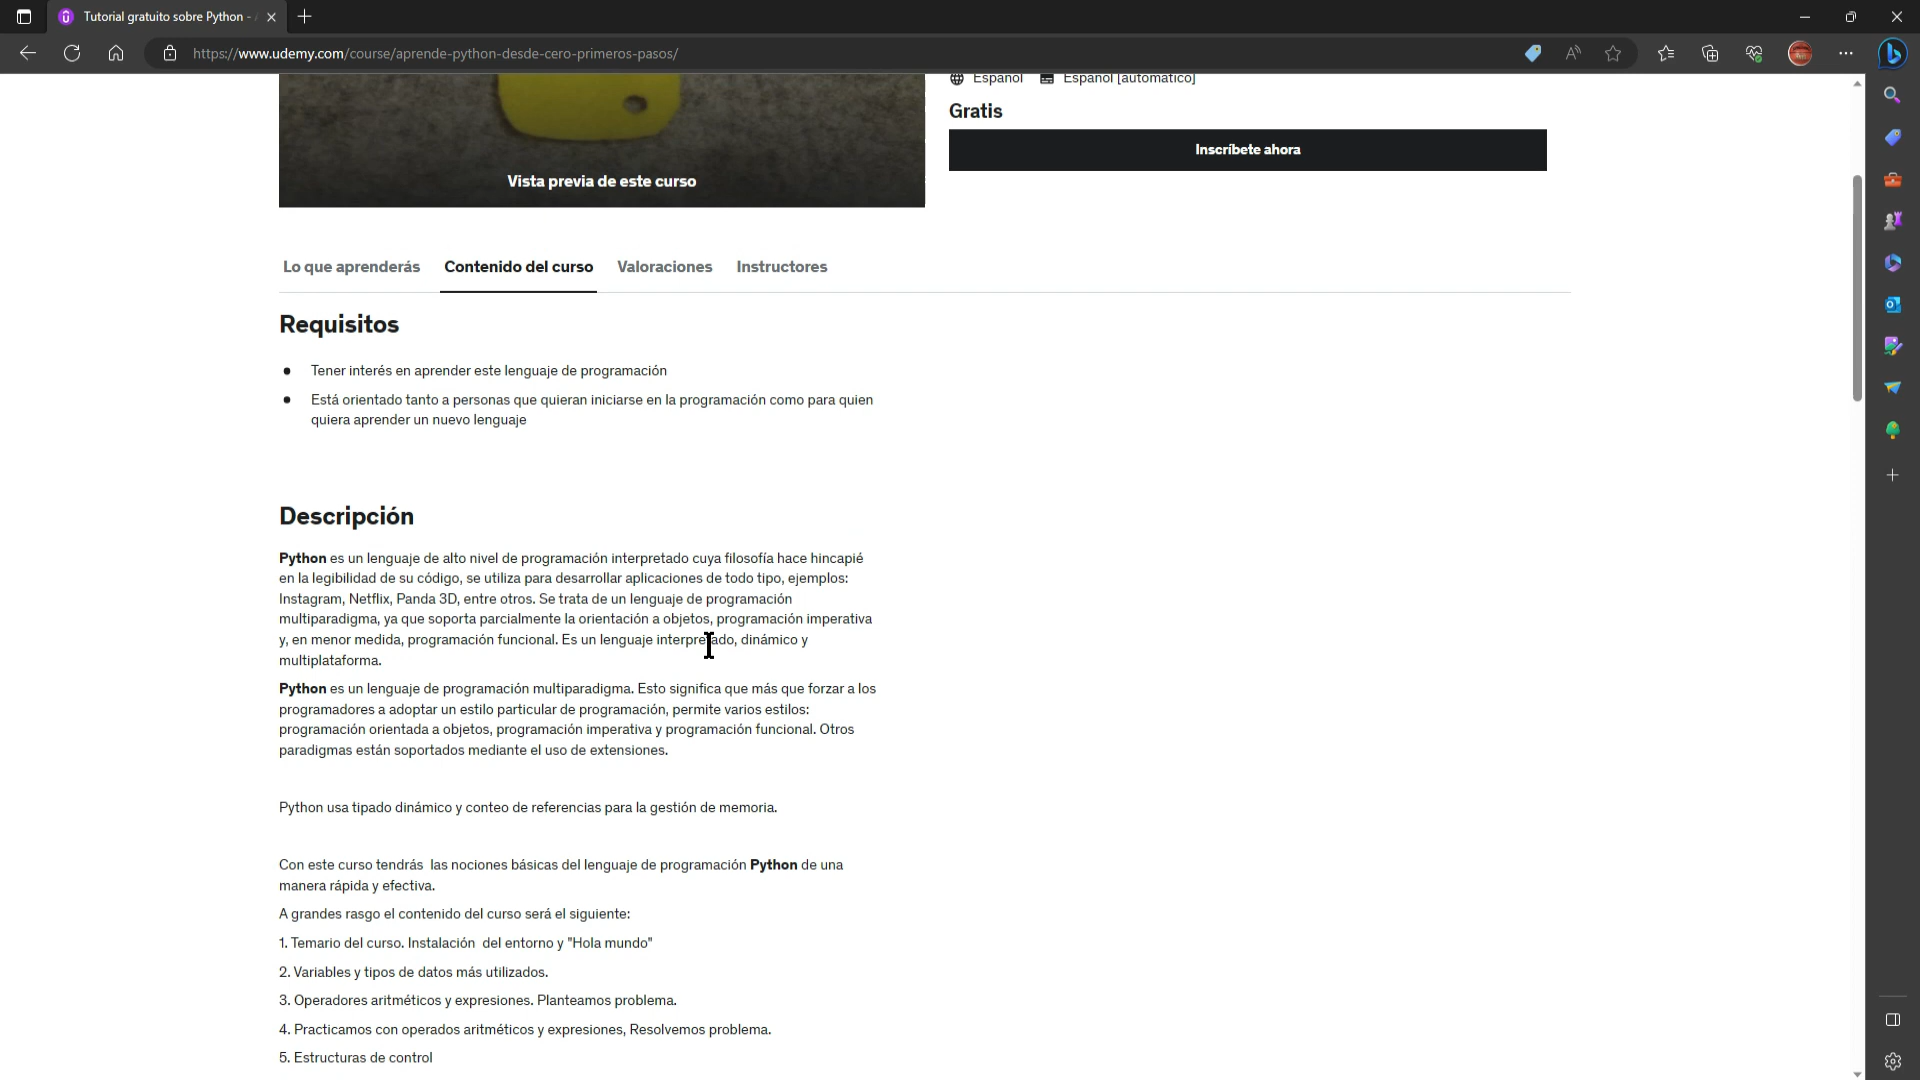 Tutorial gratuito sobre Python -
https://www.udemy.com/course/aprende-python-desde-cero-primeros-pasos/
Español Español [automático]
Gratis
Inscríbete ahora
Vista previa de este curso
Lo que aprenderás Contenido del curso Valoraciones Instructores
Requisitos
Tener interés en aprender este lenguaje de programación
Está orientado tanto a personas que quieran iniciarse en la programación como para quien
quiera aprender un nuevo lenguaje
Descripción
Python es un lenguaje de alto nivel de programación interpretado cuya filosofía hace hincapié
en la legibilidad de su código, se utiliza para desarrollar aplicaciones de todo tipo, ejemplos:
Instagram, Netflix, Panda 3D, entre otros. Se trata de un lenguaje de programación
multiparadigma, ya que soporta parcialmente la orientación a objetos, programación imperativa
y, en menor medida, programación funcional. Es un lenguaje interpretado, dinámico y
multiplataforma.
Python es un lenguaje de programación multiparadigma. Esto significa que más que forzar a los
programadores a adoptar un estilo particular de programación, permite varios estilos:
programación orientada a objetos, programación imperativa y programación funcional. Otros
paradigmas están soportados mediante el uso de extensiones.
Python usa tipado dinámico y conteo de referencias para la gestión de memoria.
Con este curso tendrás las nociones básicas del lenguaje de programación Python de una
manera rápida y efectiva.
A grandes rasgo el contenido del curso será el siguiente:
1. Temario del curso. Instalación del entorno y "Hola mundo"
2. Variables y tipos de datos más utilizados.
3. Operadores aritméticos y expresiones. Planteamos problema.
4. Practicamos con operados aritméticos y expresiones, Resolvemos problema.
5. Estructuras de control